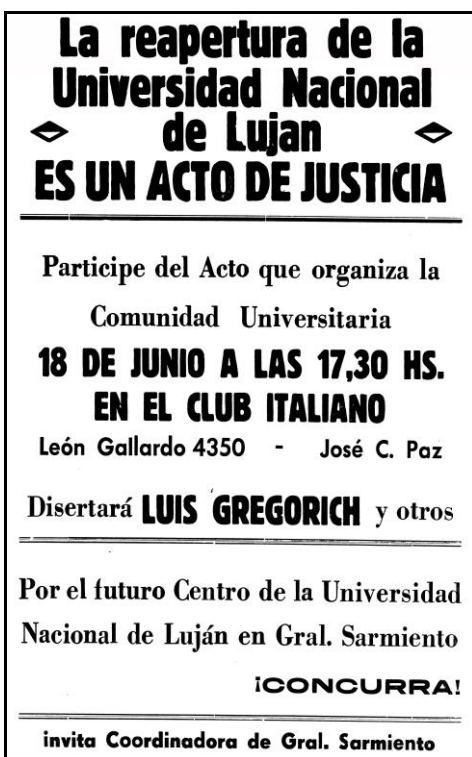 La reapertura de la
Universidad Nacional
de Lujan
ES UN ACTO DE JUSTICIA
Participe del Acto que organiza la
Comunidad Universitaria
18 DE JUNIO A LAS 17,30 HS.
EN EL CLUB ITALIANO
León Gallardo 4350 - José C. Paz
Disertará LUIS GREGORICH y otros
Por el futuro Centro de la Universidad
Nacional de Luján en Gral. Sarmiento
¡CONCURRA!
invita Coordinadora de Gral. Sarmiento